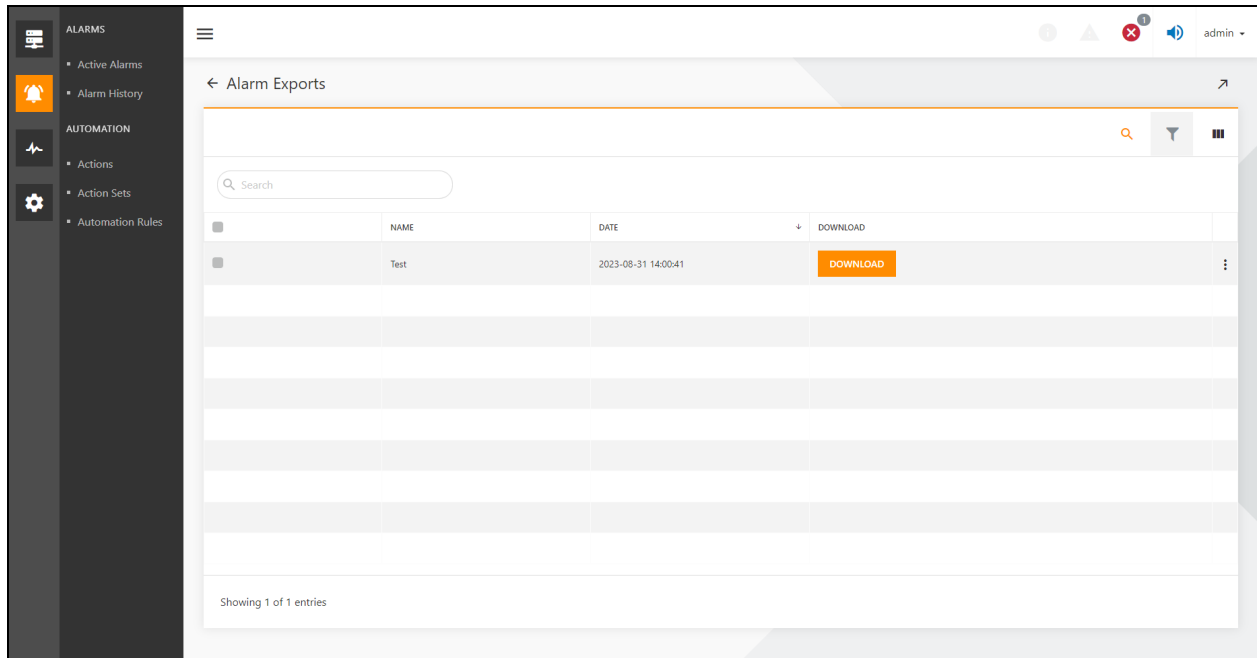 ALARMS
Active Alarms
Alarm History
AUTOMATION
Actions
Action Sets
Automation Rules
1
admin
Alarm Exports
Search
NAME DATE DOWNLOAD
Test 2023-08-31 14:00:41 DOWNLOAD
Showing 1 of 1 entries